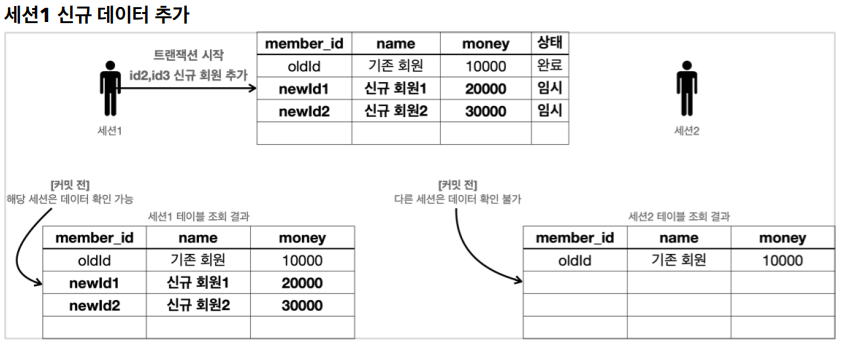 세션1 신규 데이터 추가
트랜잭션 시작
id2,id3 신규 회원 추가
세션1
member_id name money 상태
oldId 기존 회원 10000 완료
newId1 신규 회원1 20000 임시
newId2 신규 회원2 30000 임시
세션2
[커밋 전]
해당 세션은 데이터 확인 가능
세션1 테이블 조회 결과
member_id name money
oldId 기존 회원 10000
newId1 신규 회원1 20000
newId2 신규 회원2 30000
[커밋 전]
다른 세션은 데이터 확인 불가
세션2 테이블 조회 결과
member_id name money
oldId 기존 회원 10000